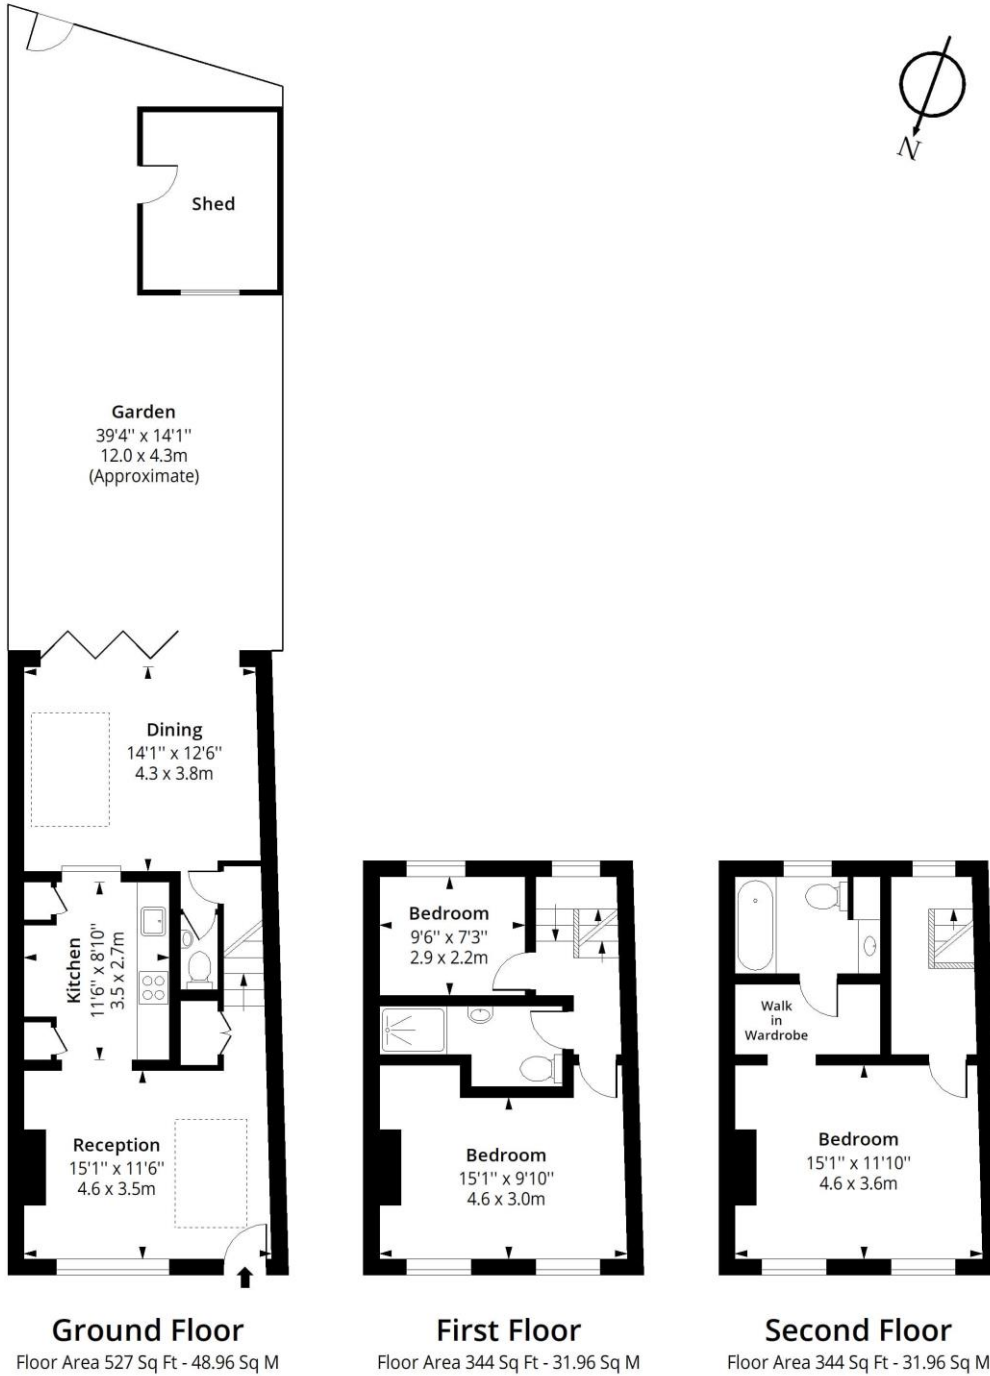 N
Shed
Garden
39'4'' x 14'1''
12.0 x 4.3m
(Approximate)
Dining
14'1'' x 12'6''
4.3 x 3.8m
Kitchen
11'6'' x 8'10''
3.5 x 2.7m
Reception
15'1'' x 11'6''
4.6 x 3.5m
Ground Floor
Floor Area 527 Sq Ft - 48.96 Sq M
Bedroom
9'6'' x 7'3''
2.9 x 2.2m
Bedroom
15'1'' x 9'10''
4.6 x 3.0m
First Floor
Floor Area 344 Sq Ft - 31.96 Sq M
Walk
in
Wardrobe
Bedroom
15'1'' x 11'10''
4.6 x 3.6m
Second Floor
Floor Area 344 Sq Ft - 31.96 Sq M